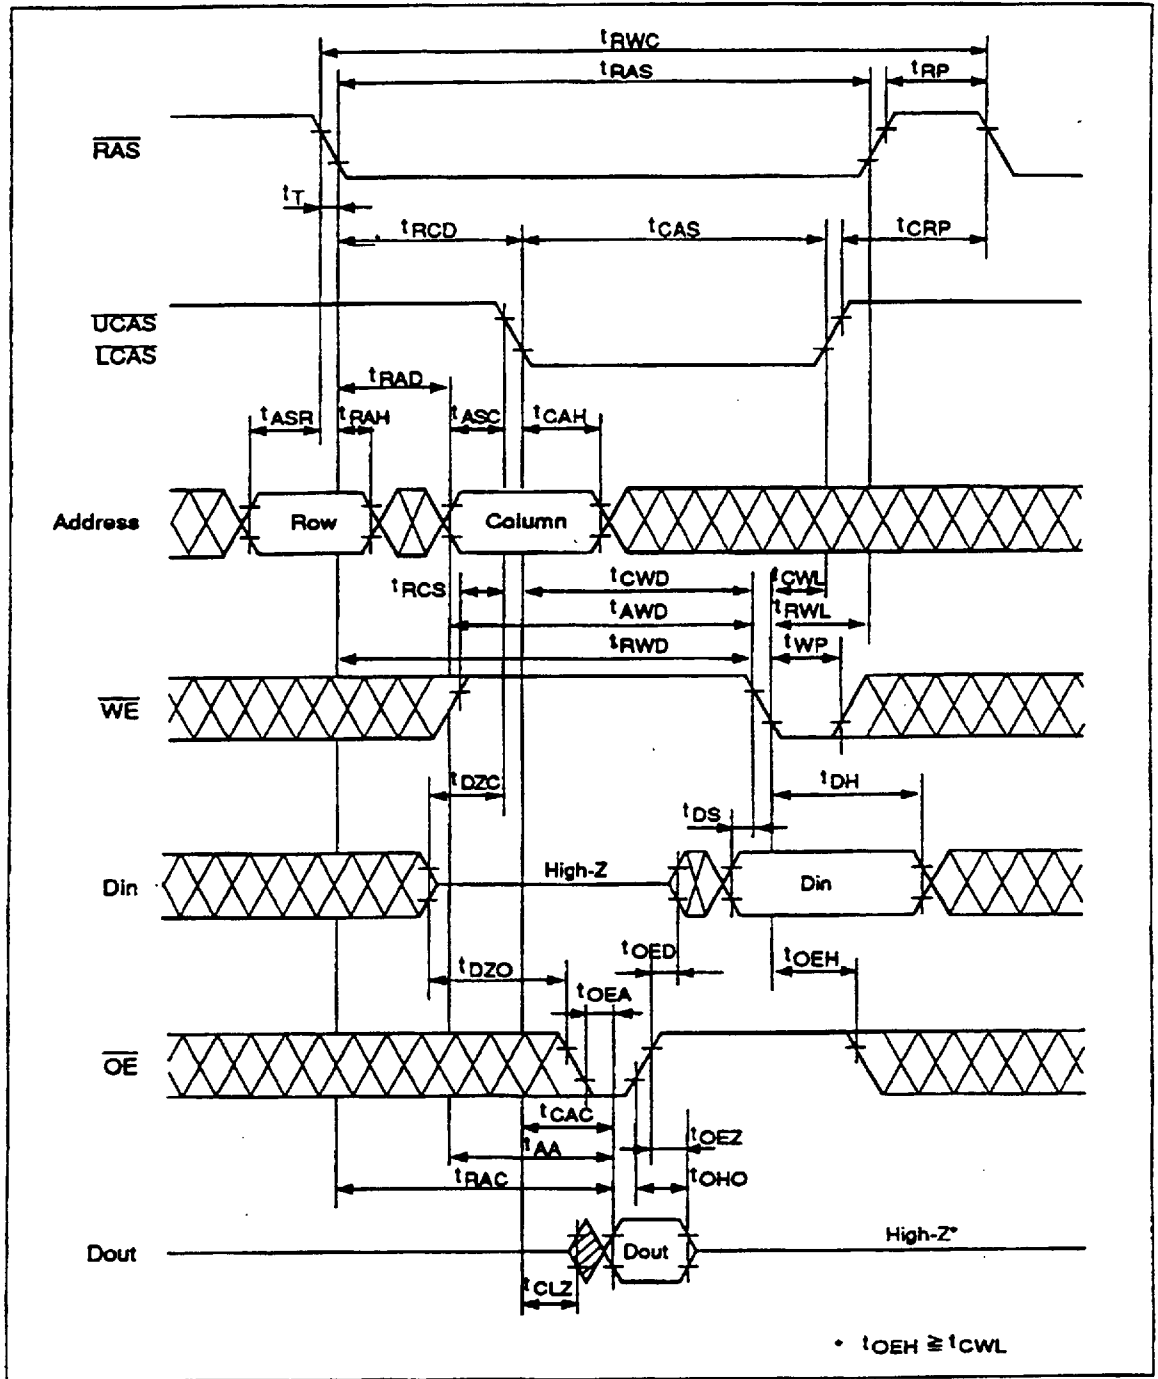 tRWC
tRAS
tRP
RAS
tT
tRCD
tCAS
tCRP
UCAS
LCAS
tRAD
tASR
tRAH
tASC
tCAH
Address
Row
Column
tRCS
tCWD
tCWL
tAWD
tRWL
tRWD
tWP
WE
tDZC
tDH
tDS
Din
High-Z
Din
tOED
tDZO
tOEH
tOEA
OE
tCAC
tOEZ
tAA
tRAC
tOHO
Dout
Dout
High-Z*
tCLZ
* tOEH ≧ tCWL